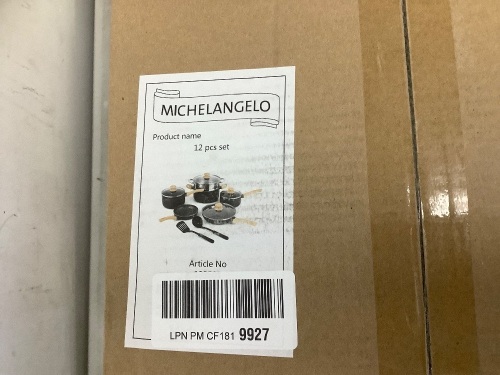 MICHELANGELO
Product name
12 pcs set
Article No
LPN PM CF181 9927